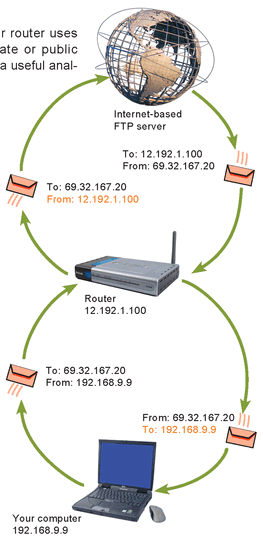 r router uses
ate or public
a useful anal-
Internet-based
FTP server
To: 12.192.1.100
From: 69.32.167.20
To: 69.32.167.20
From: 12.192.1.100
Router
12.192.1.100
To: 69.32.167.20
From: 192.168.9.9
From: 69.32.167.20
To: 192.168.9.9
Your computer
192.168.9.9